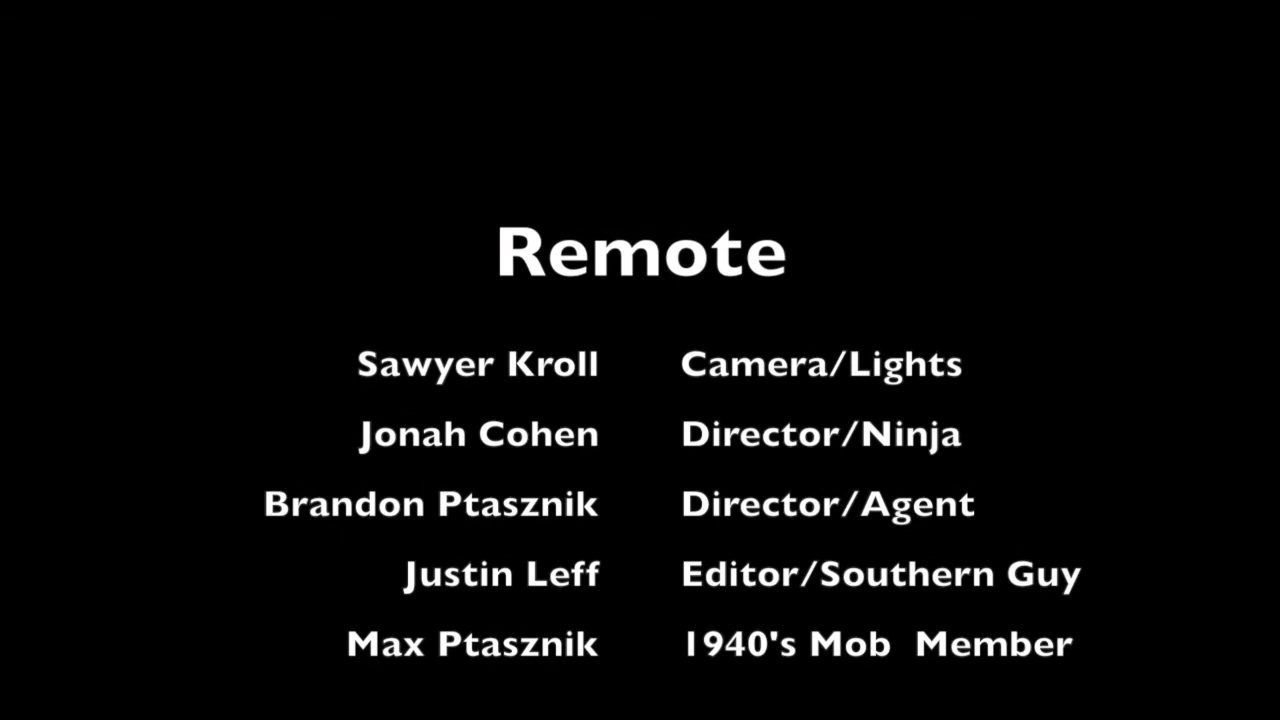 Remote
Sawyer Kroll Camera/Lights
Jonah Cohen Director/Ninja
Brandon Ptasznik Director/Agent
Justin Leff Editor/Southern Guy
Max Ptasznik 1940's Mob  Member